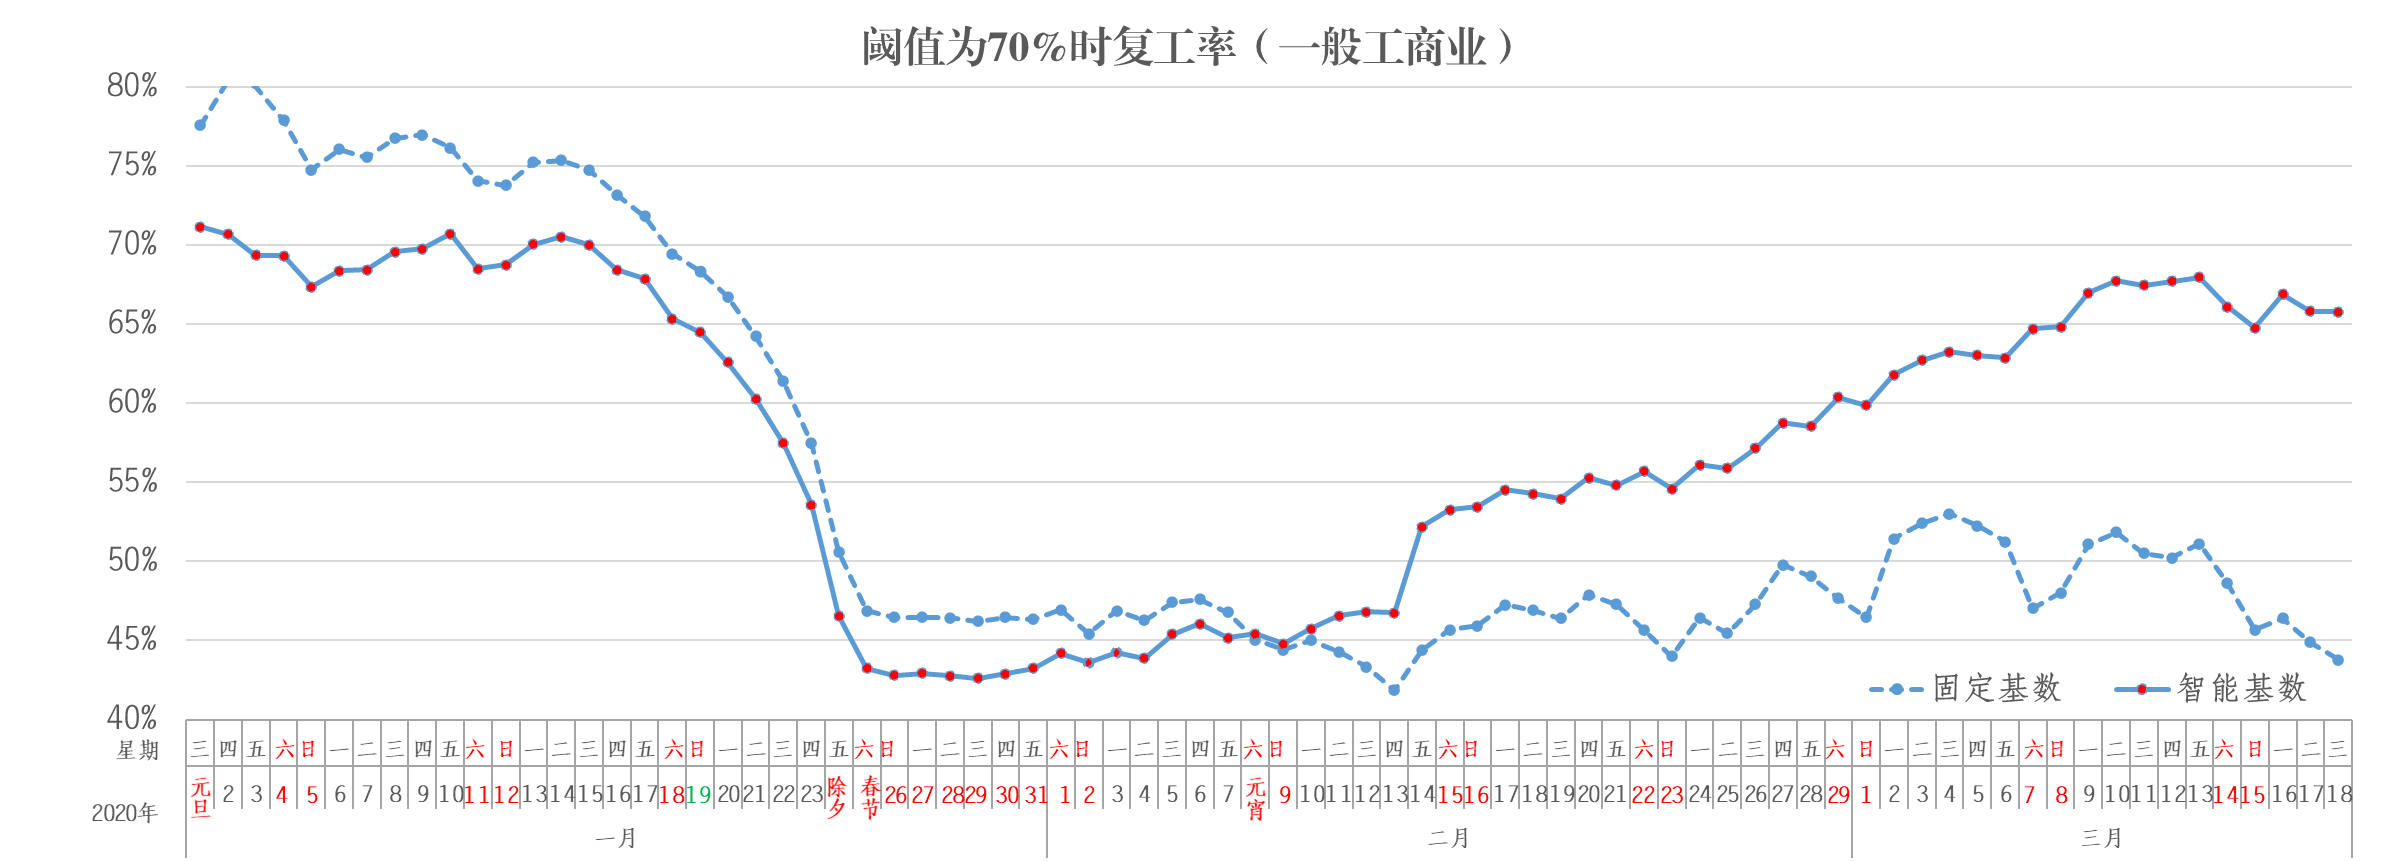 阈值为70%时复工率（一般工商业）
80%
75%
70%
65%
60%
55%
50%
45%
40%
固定基数 智能基数
星期 三 四 五 六 日 一 二 三 四 五 六 日 一 二 三 四 五 六 日 一 二 三 四 五 六 日 一 二 三 四 五 六 日 一 二 三 四 五 六 日 一 二 三 四 五 六 日 一 二 三 四 五 六 日 一 二 三 四 五 六 日 一 二 三 四 五 六 日 一 二 三 四 五 六 日 一 二 三
2020年 元旦 2 3 4 5 6 7 8 9 10 11 12 13 14 15 16 17 18 19 20 21 22 23 除夕 春节 26 27 28 29 30 31 1 2 3 4 5 6 7 元宵 9 10 11 12 13 14 15 16 17 18 19 20 21 22 23 24 25 26 27 28 29 1 2 3 4 5 6 7 8 9 10 11 12 13 14 15 16 17 18
一月 二月 三月